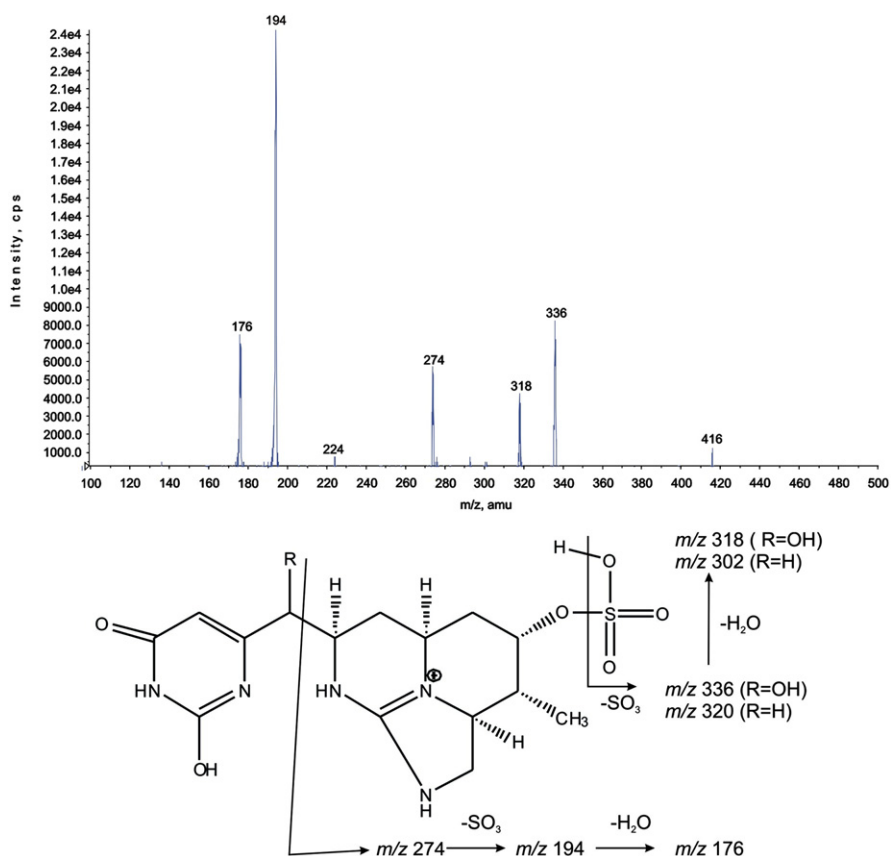 194
2.4e4
2.3e4
2.2e4
2.1e4
2.0e4
1.9e4
1.8e4
1.7e4
1.6e4
1.5e4
1.4e4
1.3e4
1.2e4
1.1e4
1.0e4
9000.0
8000.0
7000.0
6000.0
5000.0
4000.0
3000.0
2000.0
1000.0
Intensity, cps
176
224
274
318
336
416
100 120 140 160 180 200 220 240 260 280 300 320 340 360 380 400 420 440 460 480 500
m/z, amu
m/z 318 ( R=OH)
m/z 302 (R=H)
-H₂O
R H H H O
O O S O
O
NH N HN N ⊕
CH₃
H
OH
N
H
-SO₃
m/z 336 (R=OH)
m/z 320 (R=H)
-SO₃ -H₂O
m/z 274 m/z 194 m/z 176